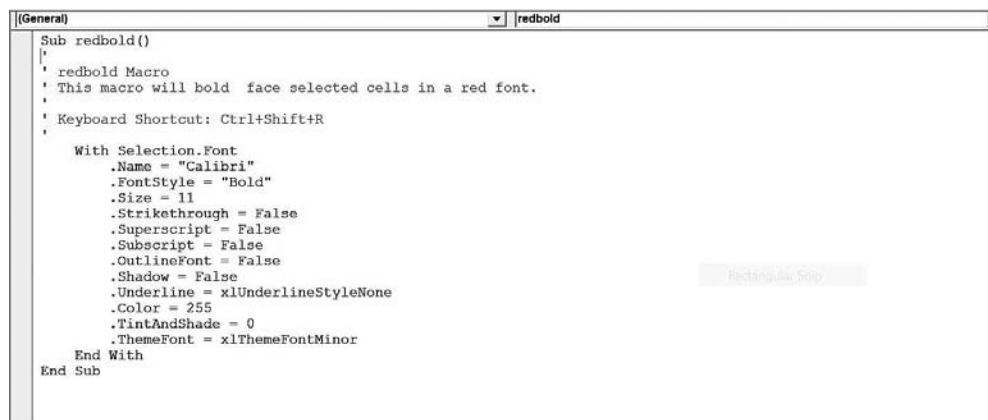 (General) redbold
Sub redbold()
'
' redbold Macro
' This macro will bold  face selected cells in a red font.
'
' Keyboard Shortcut: Ctrl+Shift+R
'
    With Selection.Font
        .Name = "Calibri"
        .FontStyle = "Bold"
        .Size = 11
        .Strikethrough = False
        .Superscript = False
        .Subscript = False
        .OutlineFont = False
        .Shadow = False
Rectangular Snip
        .Underline = xlUnderlineStyleNone
        .Color = 255
        .TintAndShade = 0
        .ThemeFont = xlThemeFontMinor
    End With
End Sub